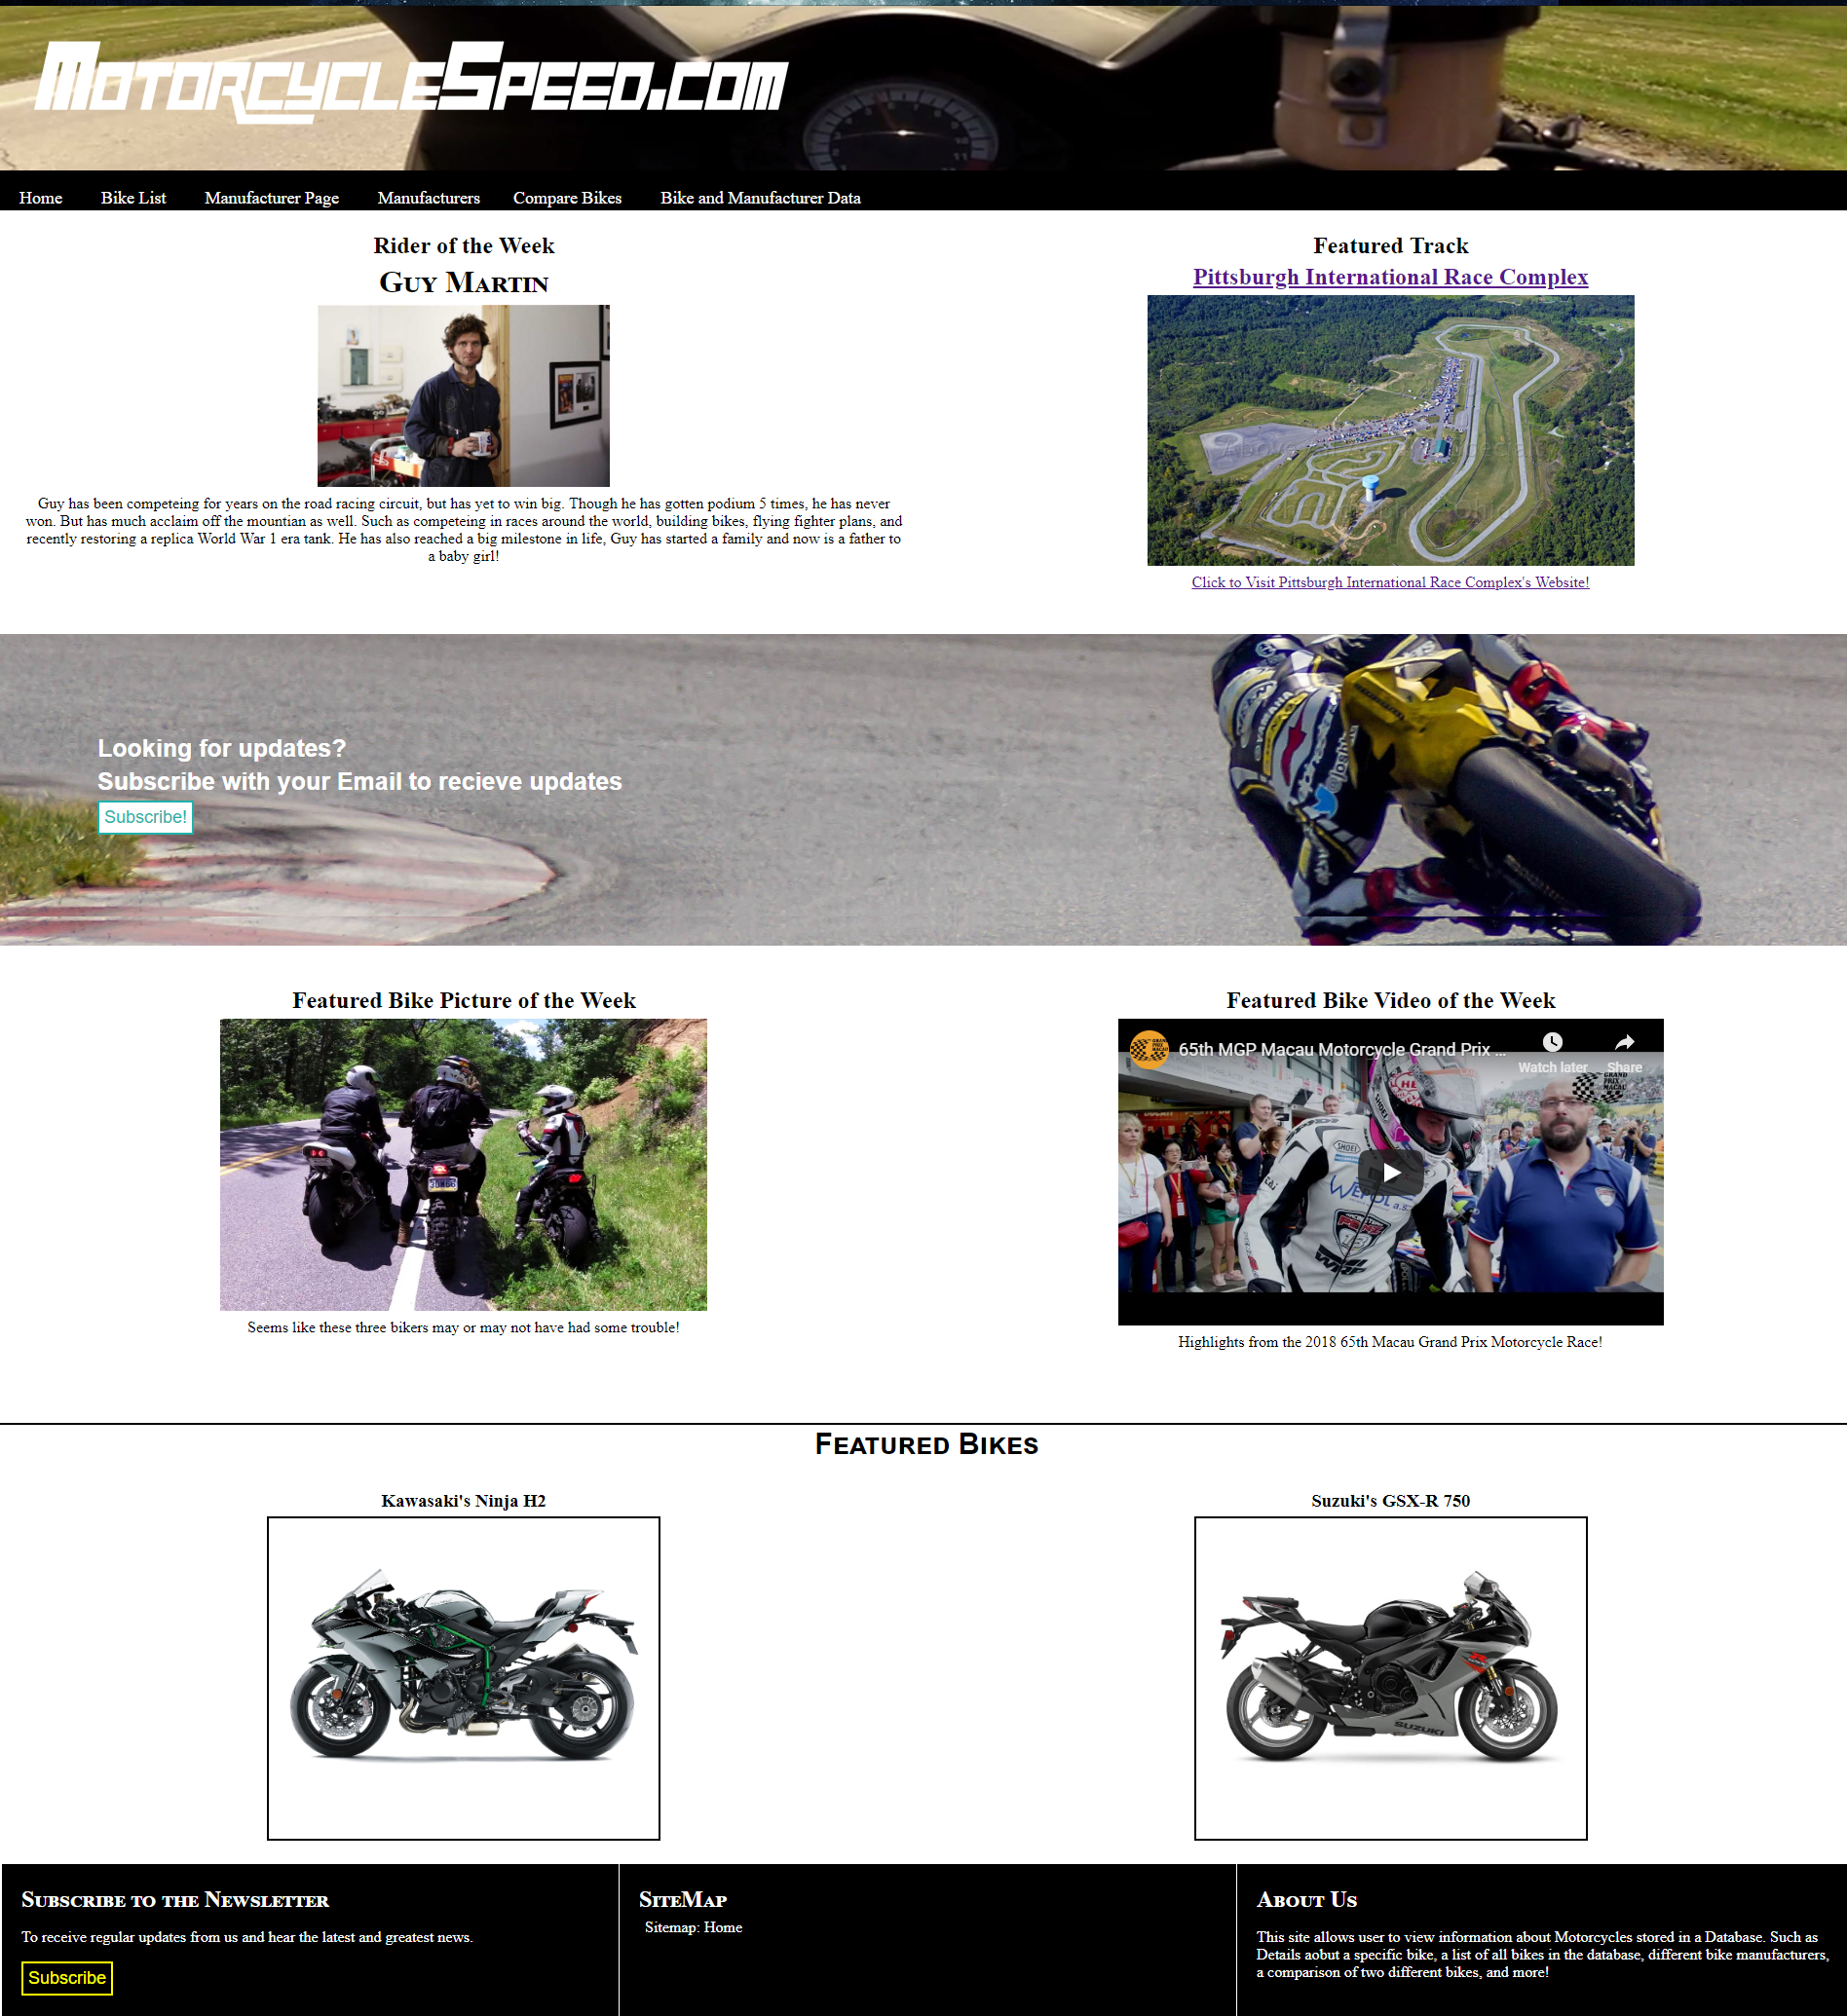 MotorcycleSpeed.com
Home Bike List Manufacturer Page Manufacturers Compare Bikes Bike and Manufacturer Data
Rider of the Week
Guy Martin
Guy has been competeing for years on the road racing circuit, but has yet to win big. Though he has gotten podium 5 times, he has never
won. But has much acclaim off the mountian as well. Such as competeing in races around the world, building bikes, flying fighter plans, and
recently restoring a replica World War 1 era tank. He has also reached a big milestone in life, Guy has started a family and now is a father to
a baby girl!
Featured Track
Pittsburgh International Race Complex
Click to Visit Pittsburgh International Race Complex's Website!
Looking for updates?
Subscribe with your Email to recieve updates
Subscribe!
YAMAHA
@Josh
Featured Bike Picture of the Week
Seems like these three bikers may or may not have had some trouble!
Featured Bike Video of the Week
65th MGP Macau Motorcycle Grand Prix ...
Watch later Share
GRAND
PRIX
MACAU
SHOEI
WEPOL
Highlights from the 2018 65th Macau Grand Prix Motorcycle Race!
Featured Bikes
Kawasaki's Ninja H2
Suzuki's GSX-R 750
SUZUKI
Subscribe to the Newsletter
To receive regular updates from us and hear the latest and greatest news.
Subscribe
SiteMap
Sitemap: Home
About Us
This site allows user to view information about Motorcycles stored in a Database. Such as
Details aobut a specific bike, a list of all bikes in the database, different bike manufacturers,
a comparison of two different bikes, and more!